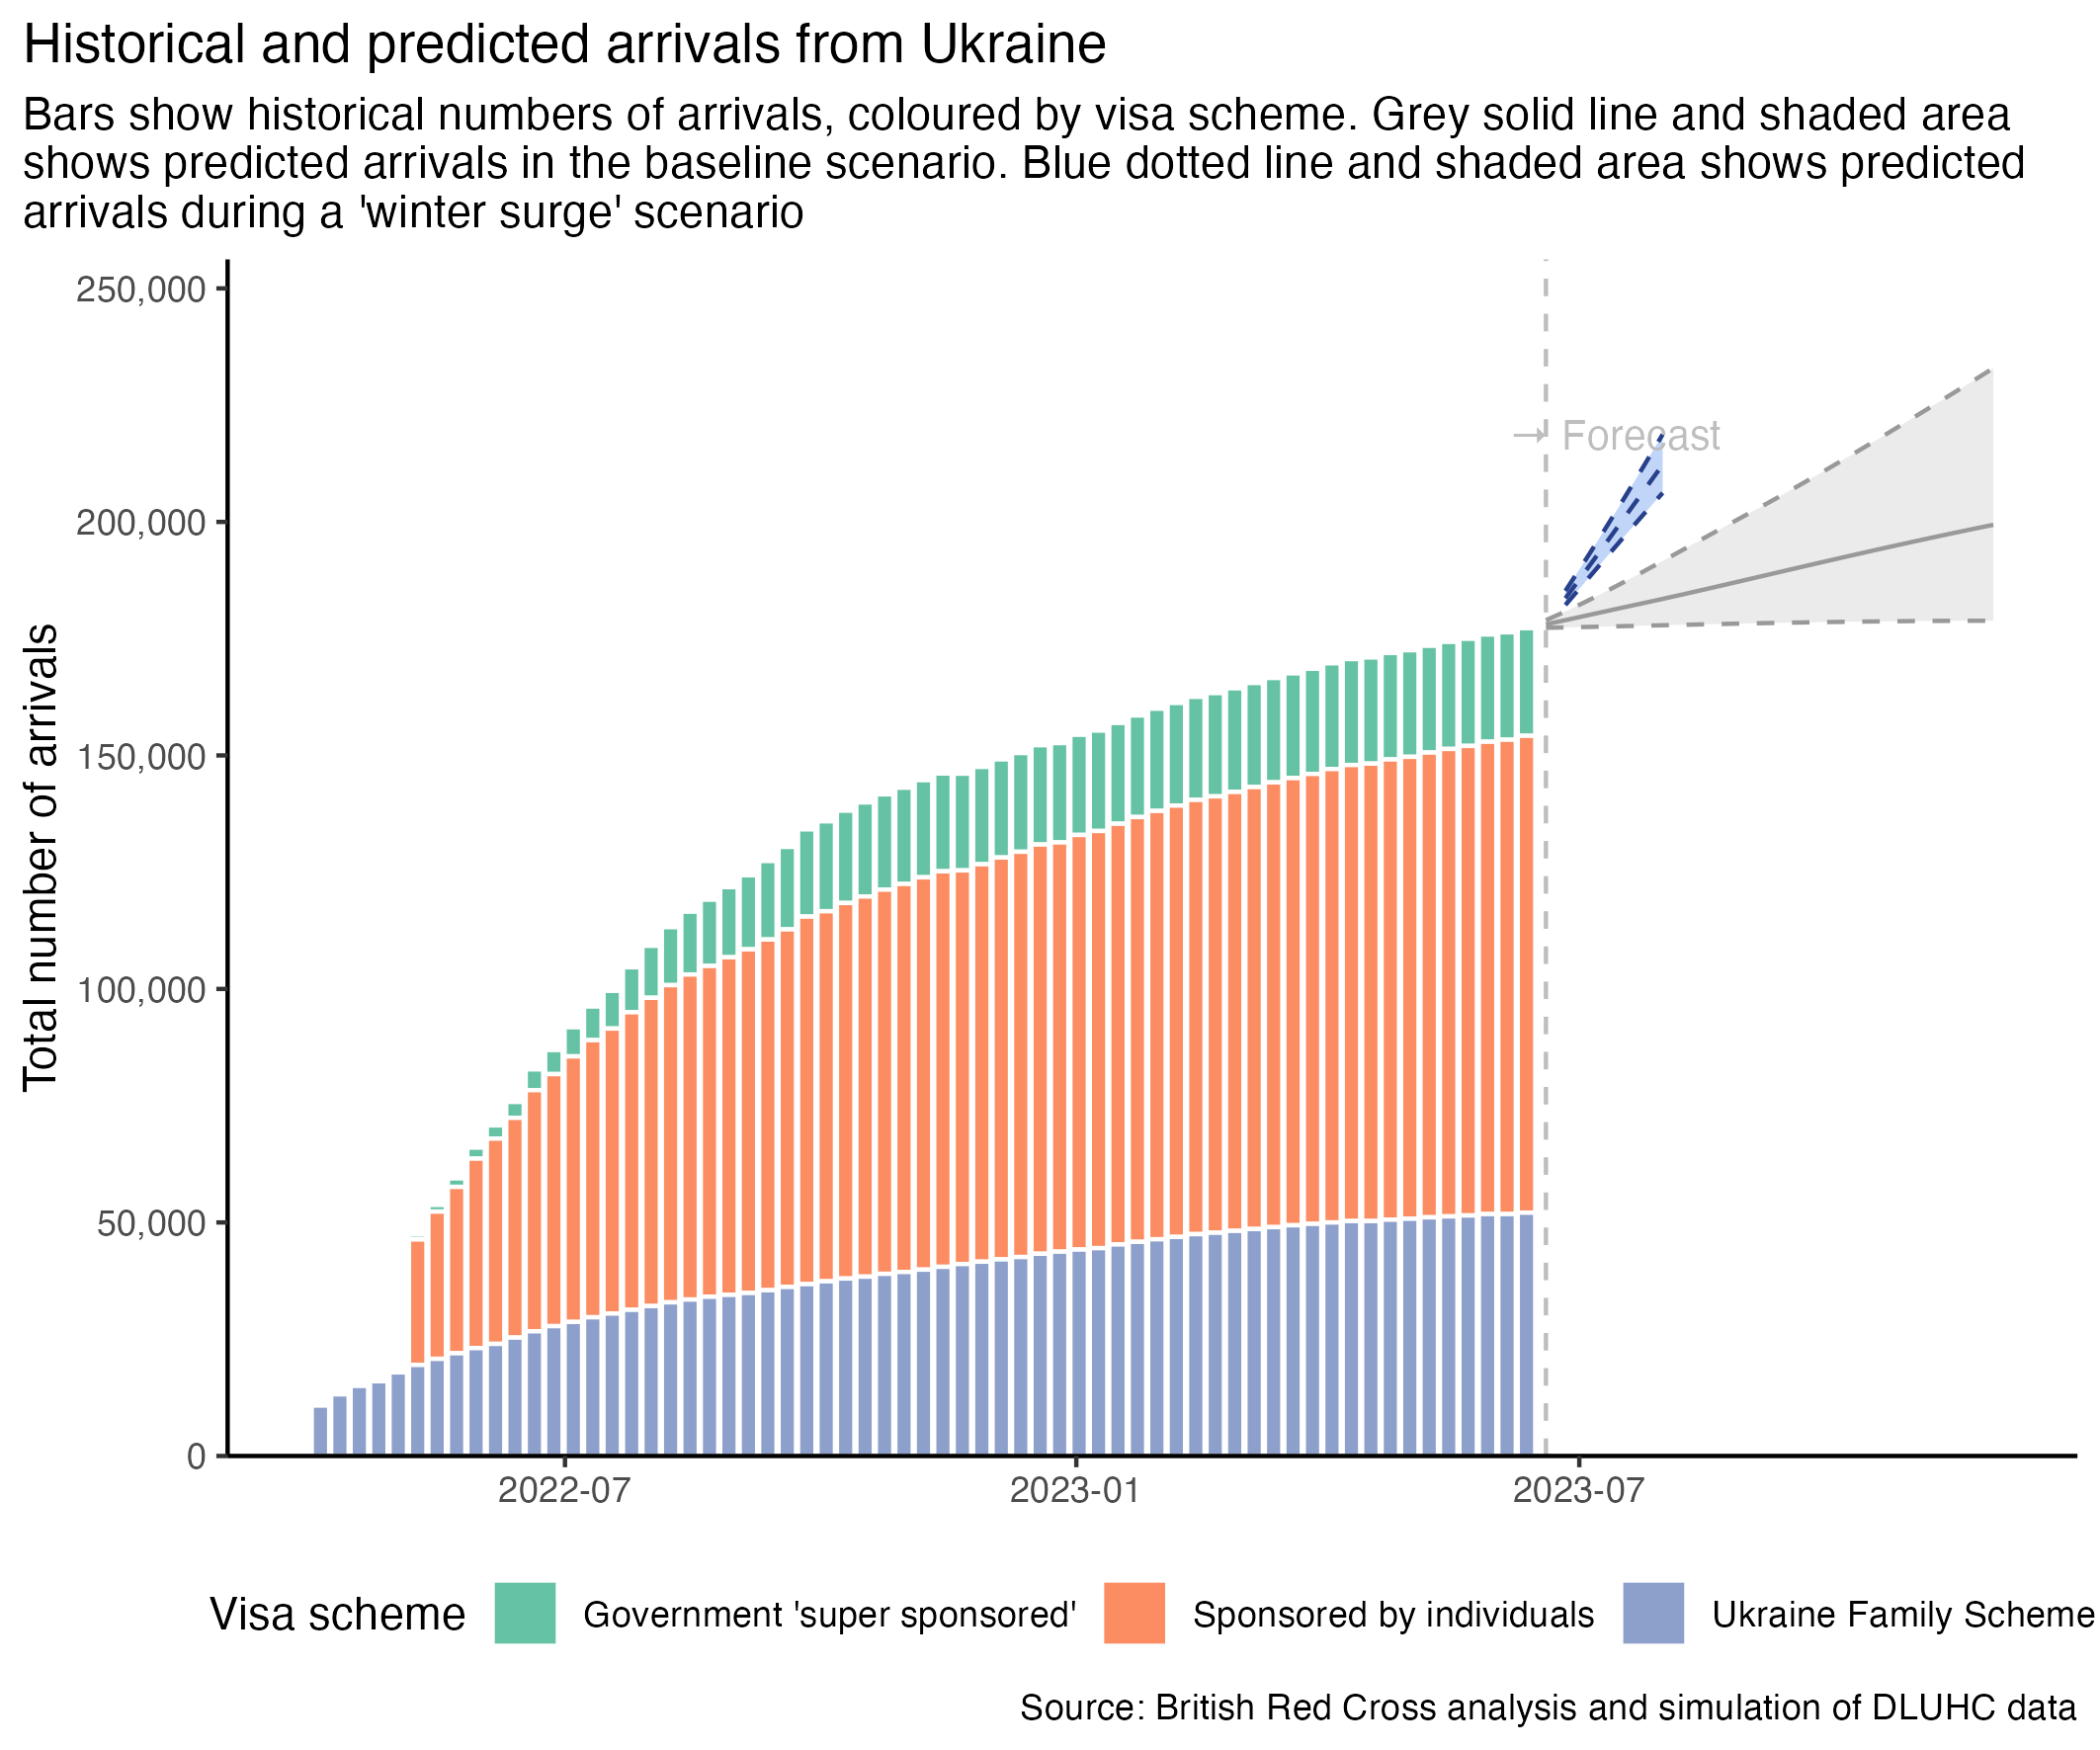 Historical and predicted arrivals from Ukraine
Bars show historical numbers of arrivals, coloured by visa scheme. Grey solid line and shaded area
shows predicted arrivals in the baseline scenario. Blue dotted line and shaded area shows predicted
arrivals during a 'winter surge' scenario
Total number of arrivals
250,000
200,000
150,000
100,000
50,000
0
Forecast
2022-07
2023-01
2023-07
Visa scheme
Government 'super sponsored'
Sponsored by individuals
Ukraine Family Scheme
Source: British Red Cross analysis and simulation of DLUHC data